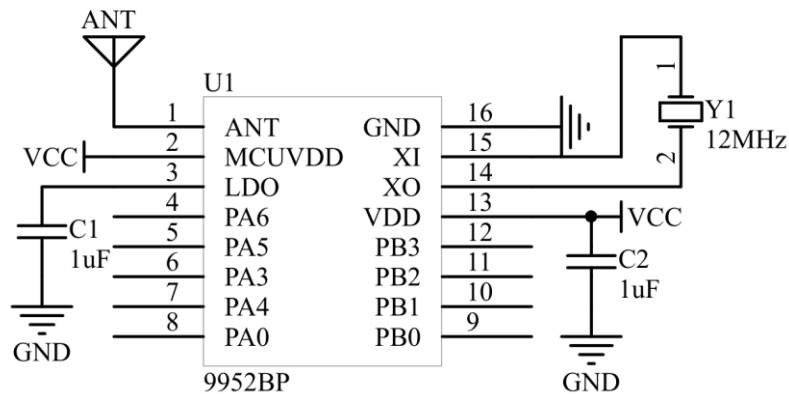 ANT
U1
1 ANT GND 16
2 MCUVDD XI 15
VCC
3 LDO XO 14
4 PA6 VDD 13
VCC
5 PA5 PB3 12
6 PA3 PB2 11
7 PA4 PB1 10
8 PA0 PB0 9
9952BP
C1
1uF
GND
1
Y1
12MHz
2
C2
1uF
GND